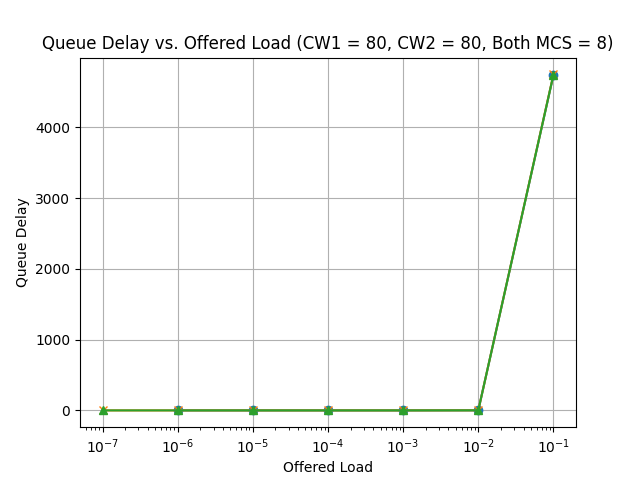 Queue Delay vs. Offered Load (CW1 = 80, CW2 = 80, Both MCS = 8)
4000
3000
2000
1000
0
Queue Delay
10⁻⁷ 10⁻⁶ 10⁻⁵ 10⁻⁴ 10⁻³ 10⁻² 10⁻¹
Offered Load